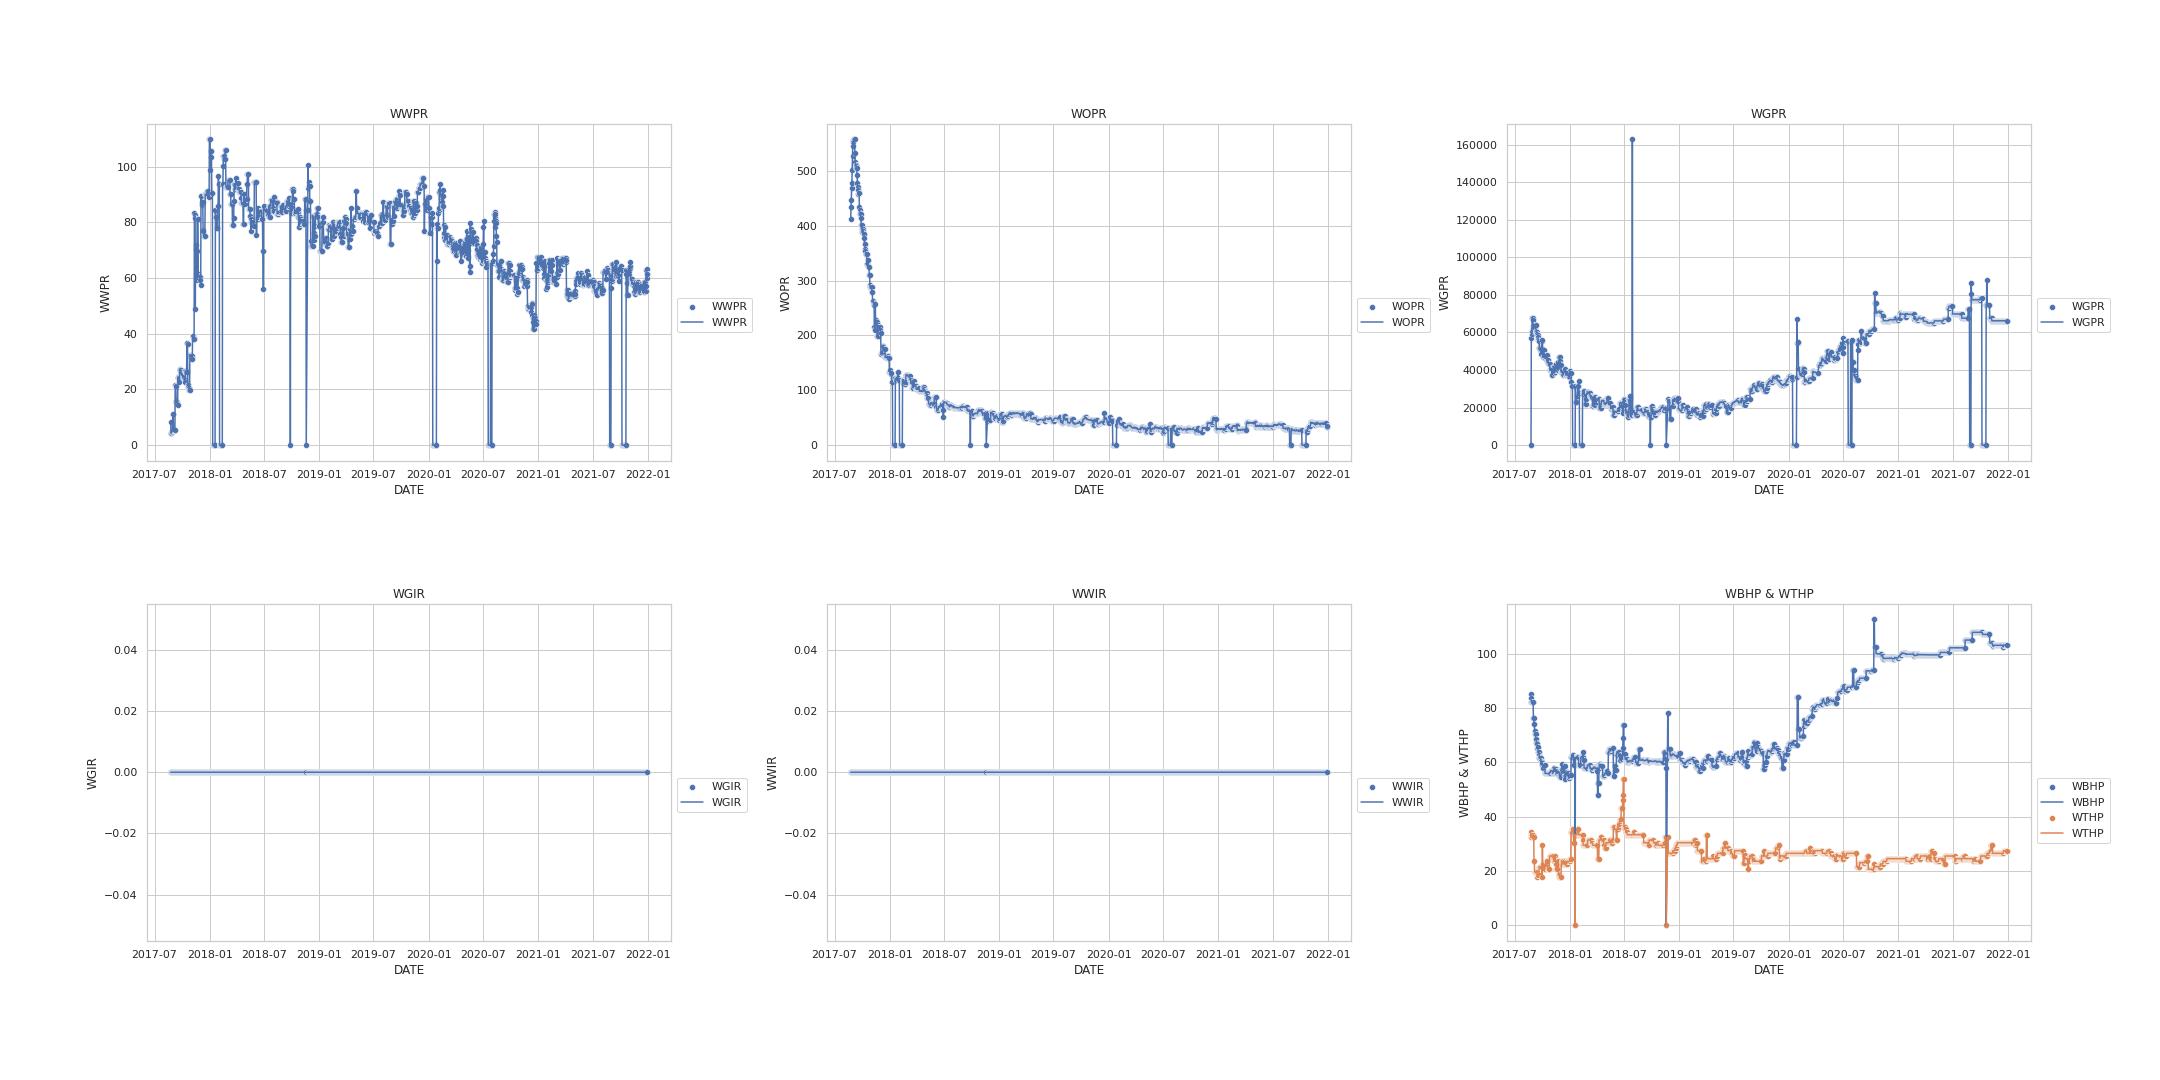 WWPR
100
80
60
40
20
0
WWPR
2017-07 2018-01 2018-07 2019-01 2019-07 2020-01 2020-07 2021-01 2021-07 2022-01
DATE
WWPR
WWPR
WOPR
500
400
300
200
100
0
WOPR
2017-07 2018-01 2018-07 2019-01 2019-07 2020-01 2020-07 2021-01 2021-07 2022-01
DATE
WOPR
WOPR
WGPR
160000
140000
120000
100000
80000
60000
40000
20000
0
WGPR
2017-07 2018-01 2018-07 2019-01 2019-07 2020-01 2020-07 2021-01 2021-07 2022-01
DATE
WGPR
WGPR
WGIR
0.04
0.02
0.00
−0.02
−0.04
WGIR
2017-07 2018-01 2018-07 2019-01 2019-07 2020-01 2020-07 2021-01 2021-07 2022-01
DATE
WGIR
WGIR
WWIR
0.04
0.02
0.00
−0.02
−0.04
WWIR
2017-07 2018-01 2018-07 2019-01 2019-07 2020-01 2020-07 2021-01 2021-07 2022-01
DATE
WWIR
WWIR
WBHP & WTHP
100
80
60
40
20
0
WBHP & WTHP
2017-07 2018-01 2018-07 2019-01 2019-07 2020-01 2020-07 2021-01 2021-07 2022-01
DATE
WBHP
WBHP
WTHP
WTHP